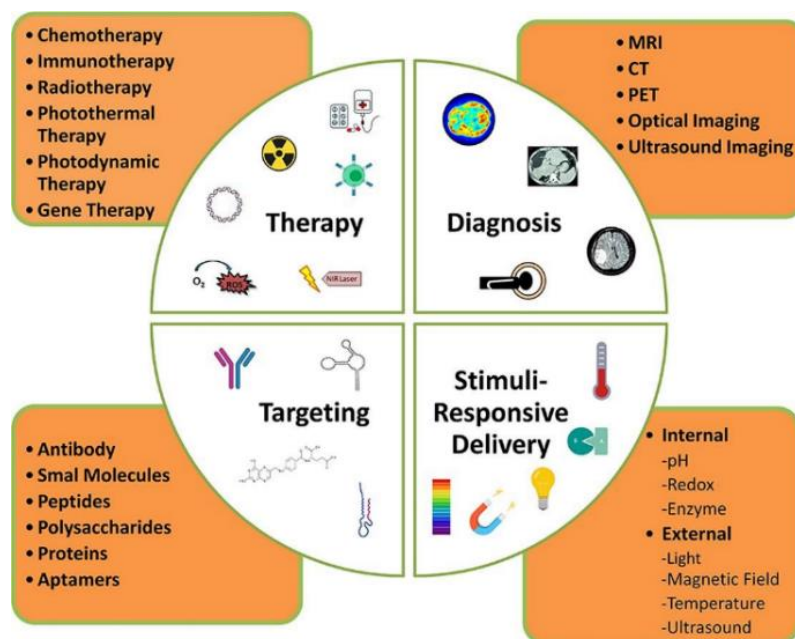 • Chemotherapy
• Immunotherapy
• Radiotherapy
• Photothermal
Therapy
• Photodynamic
Therapy
• Gene Therapy
Therapy
O₂
ROS
NIR Laser
• MRI
• CT
• PET
• Optical Imaging
• Ultrasound Imaging
Diagnosis
Targeting
• Antibody
• Smal Molecules
• Peptides
• Polysaccharides
• Proteins
• Aptamers
Stimuli-
Responsive
Delivery
• Internal
-pH
-Redox
-Enzyme
• External
-Light
-Magnetic Field
-Temperature
-Ultrasound